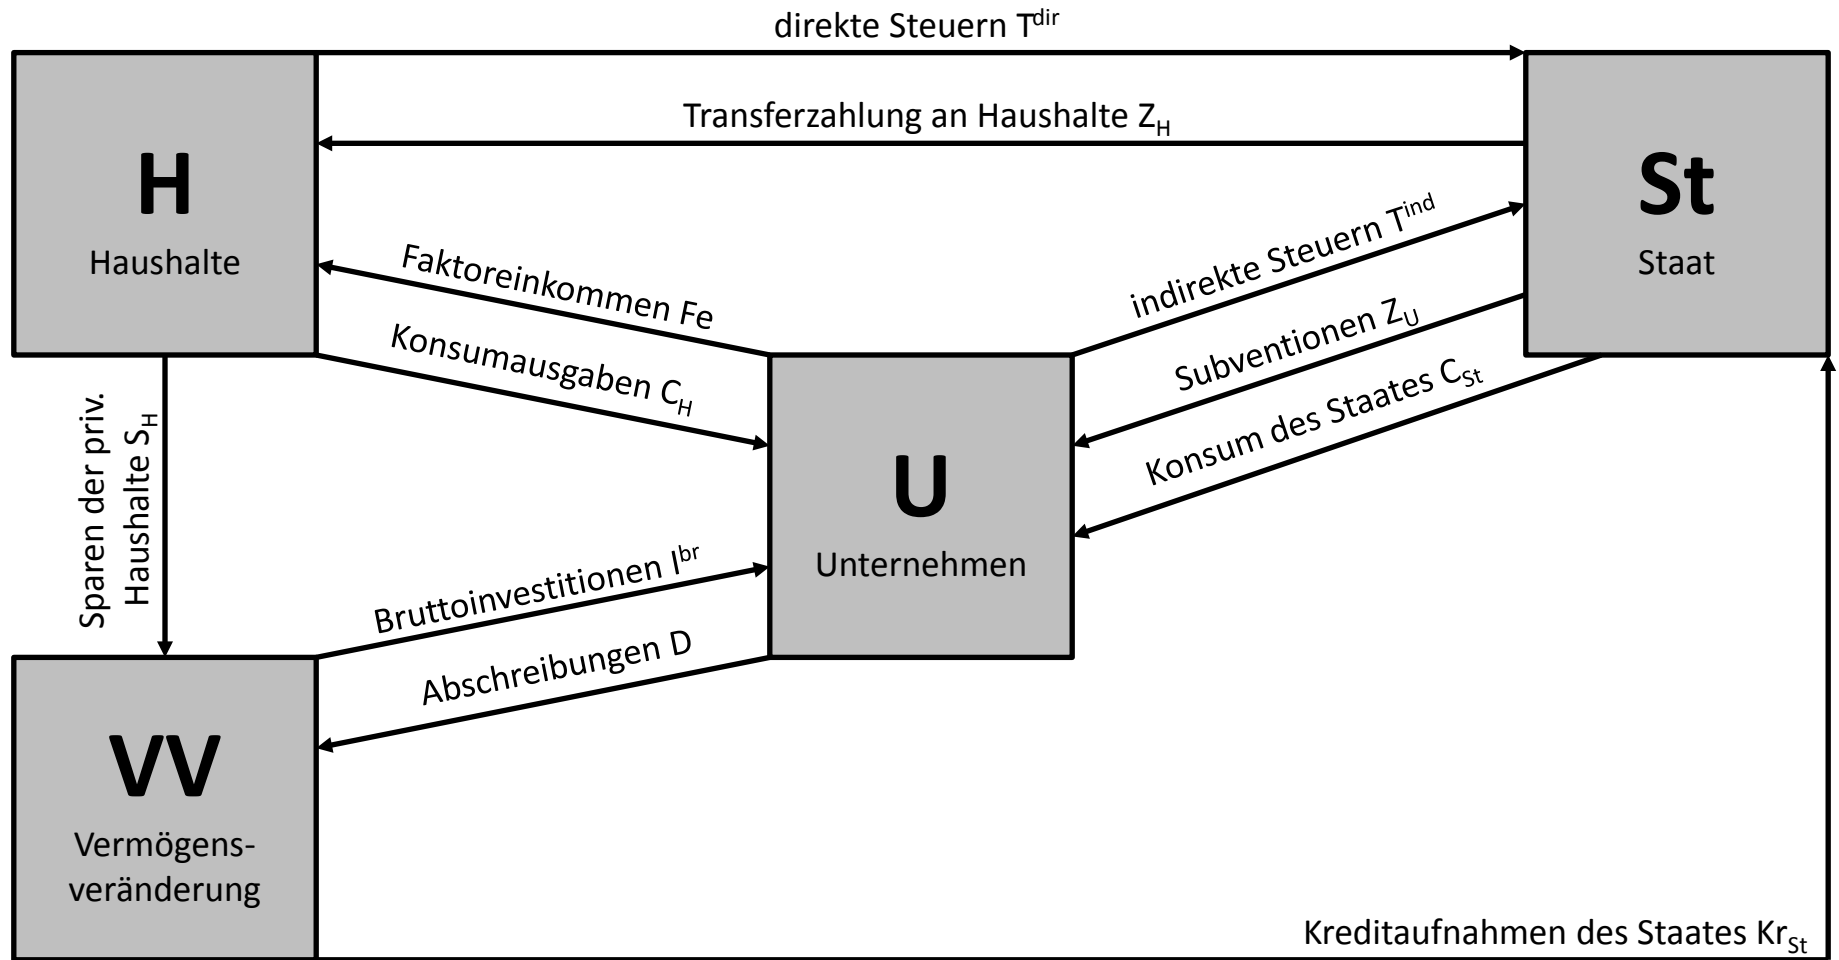 direkte Steuern T^dir
Transferzahlung an Haushalte Z_H
H
Haushalte
St
Staat
Faktoreinkommen Fe
Konsumausgaben C_H
indirekte Steuern T^ind
Subventionen Z_U
Konsum des Staates C_St
Sparen der priv.
Haushalte S_H
U
Unternehmen
Bruttoinvestitionen I^br
Abschreibungen D
VV
Vermögens-
veränderung
Kreditaufnahmen des Staates Kr_St